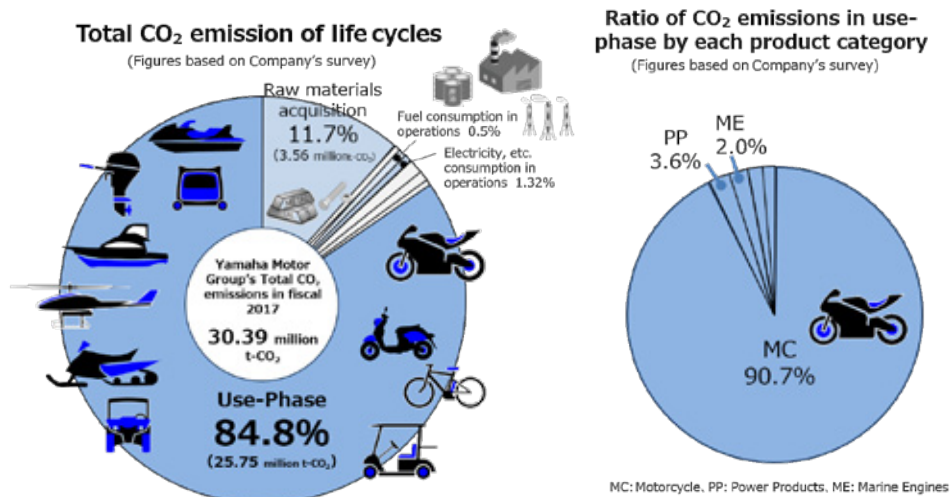 Total CO₂ emission of life cycles
(Figures based on Company's survey)
Raw materials
acquisition
11.7%
(3.56 million t-CO₂)
Fuel consumption in
operations 0.5%
Electricity, etc.
consumption in
operations 1.32%
Yamaha Motor
Group's Total CO₂
emissions in fiscal
2017
30.39 million
t-CO₂
Use-Phase
84.8%
(25.75 million t-CO₂)
Ratio of CO₂ emissions in use-
phase by each product category
(Figures based on Company's survey)
PP
3.6%
ME
2.0%
MC
90.7%
MC: Motorcycle, PP: Power Products, ME: Marine Engines